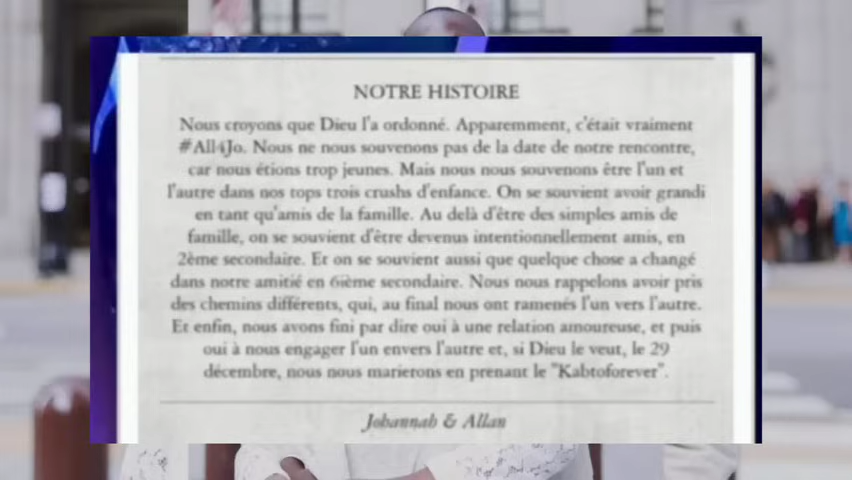 NOTRE HISTOIRE
Nous croyons que Dieu l'a ordonné. Apparemment, c'était vraiment
#All4Jo. Nous ne nous souvenons pas de la date de notre rencontre,
car nous étions trop jeunes. Mais nous nous souvenons être l'un et
l'autre dans nos tops trois crushs d'enfance. On se souvient avoir grandi
en tant qu'amis de la famille. Au delà d'être des simples amis de
famille, on se souvient d'être devenus intentionnellement amis, en
2ème secondaire. Et on se souvient aussi que quelque chose a changé
dans notre amitié en 6ième secondaire. Nous nous rappelons avoir pris
des chemins différents, qui, au final nous ont ramenés l'un vers l'autre.
Et enfin, nous avons fini par dire oui à une relation amoureuse, et puis
oui à nous engager l'un envers l'autre et, si Dieu le veut, le 29
décembre, nous nous marierons en prenant le "Kabtoforever".
Johannah & Allan